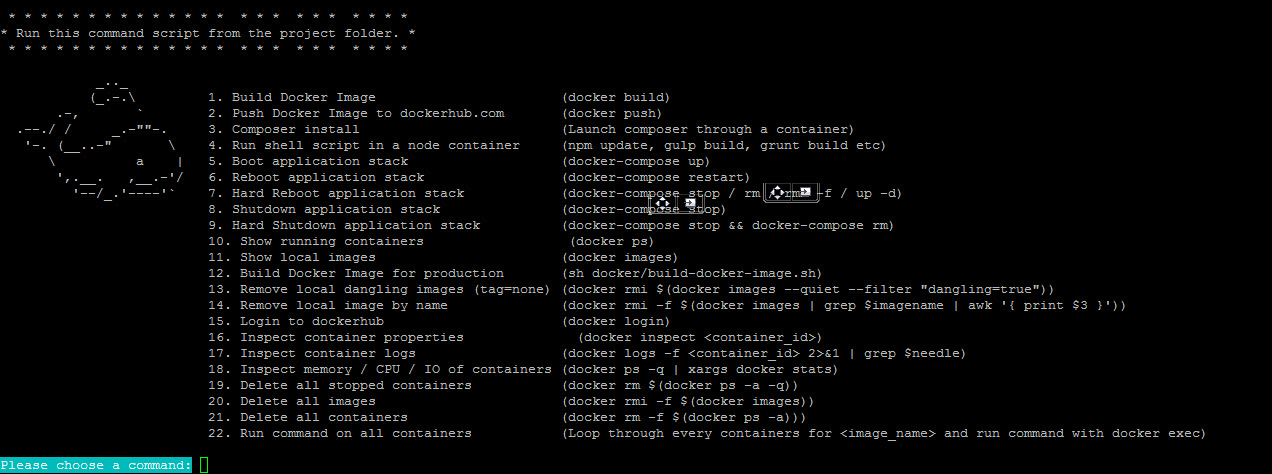 * * * * * * * * * * * * * *  * * *  * * *  * * * *
* Run this command script from the project folder. *
* * * * * * * * * * * * * *  * * *  * * *  * * * *
1. Build Docker Image (docker build)
2. Push Docker Image to dockerhub.com (docker push)
3. Composer install (Launch composer through a container)
4. Run shell script in a node container (npm update, gulp build, grunt build etc)
5. Boot application stack (docker-compose up)
6. Reboot application stack (docker-compose restart)
7. Hard Reboot application stack (docker-compose stop / rm / rm -f / up -d)
8. Shutdown application stack (docker-compose stop)
9. Hard Shutdown application stack (docker-compose stop && docker-compose rm)
10. Show running containers (docker ps)
11. Show local images (docker images)
12. Build Docker Image for production (sh docker/build-docker-image.sh)
13. Remove local dangling images (tag=none) (docker rmi $(docker images --quiet --filter "dangling=true"))
14. Remove local image by name (docker rmi -f $(docker images | grep $imagename | awk '{ print $3 }'))
15. Login to dockerhub (docker login)
16. Inspect container properties (docker inspect <container_id>)
17. Inspect container logs (docker logs -f <container_id> 2>&1 | grep $needle)
18. Inspect memory / CPU / IO of containers (docker ps -q | xargs docker stats)
19. Delete all stopped containers (docker rm $(docker ps -a -q))
20. Delete all images (docker rmi -f $(docker images))
21. Delete all containers (docker rm -f $(docker ps -a)))
22. Run command on all containers (Loop through every containers for <image_name> and run command with docker exec)
Please choose a command: